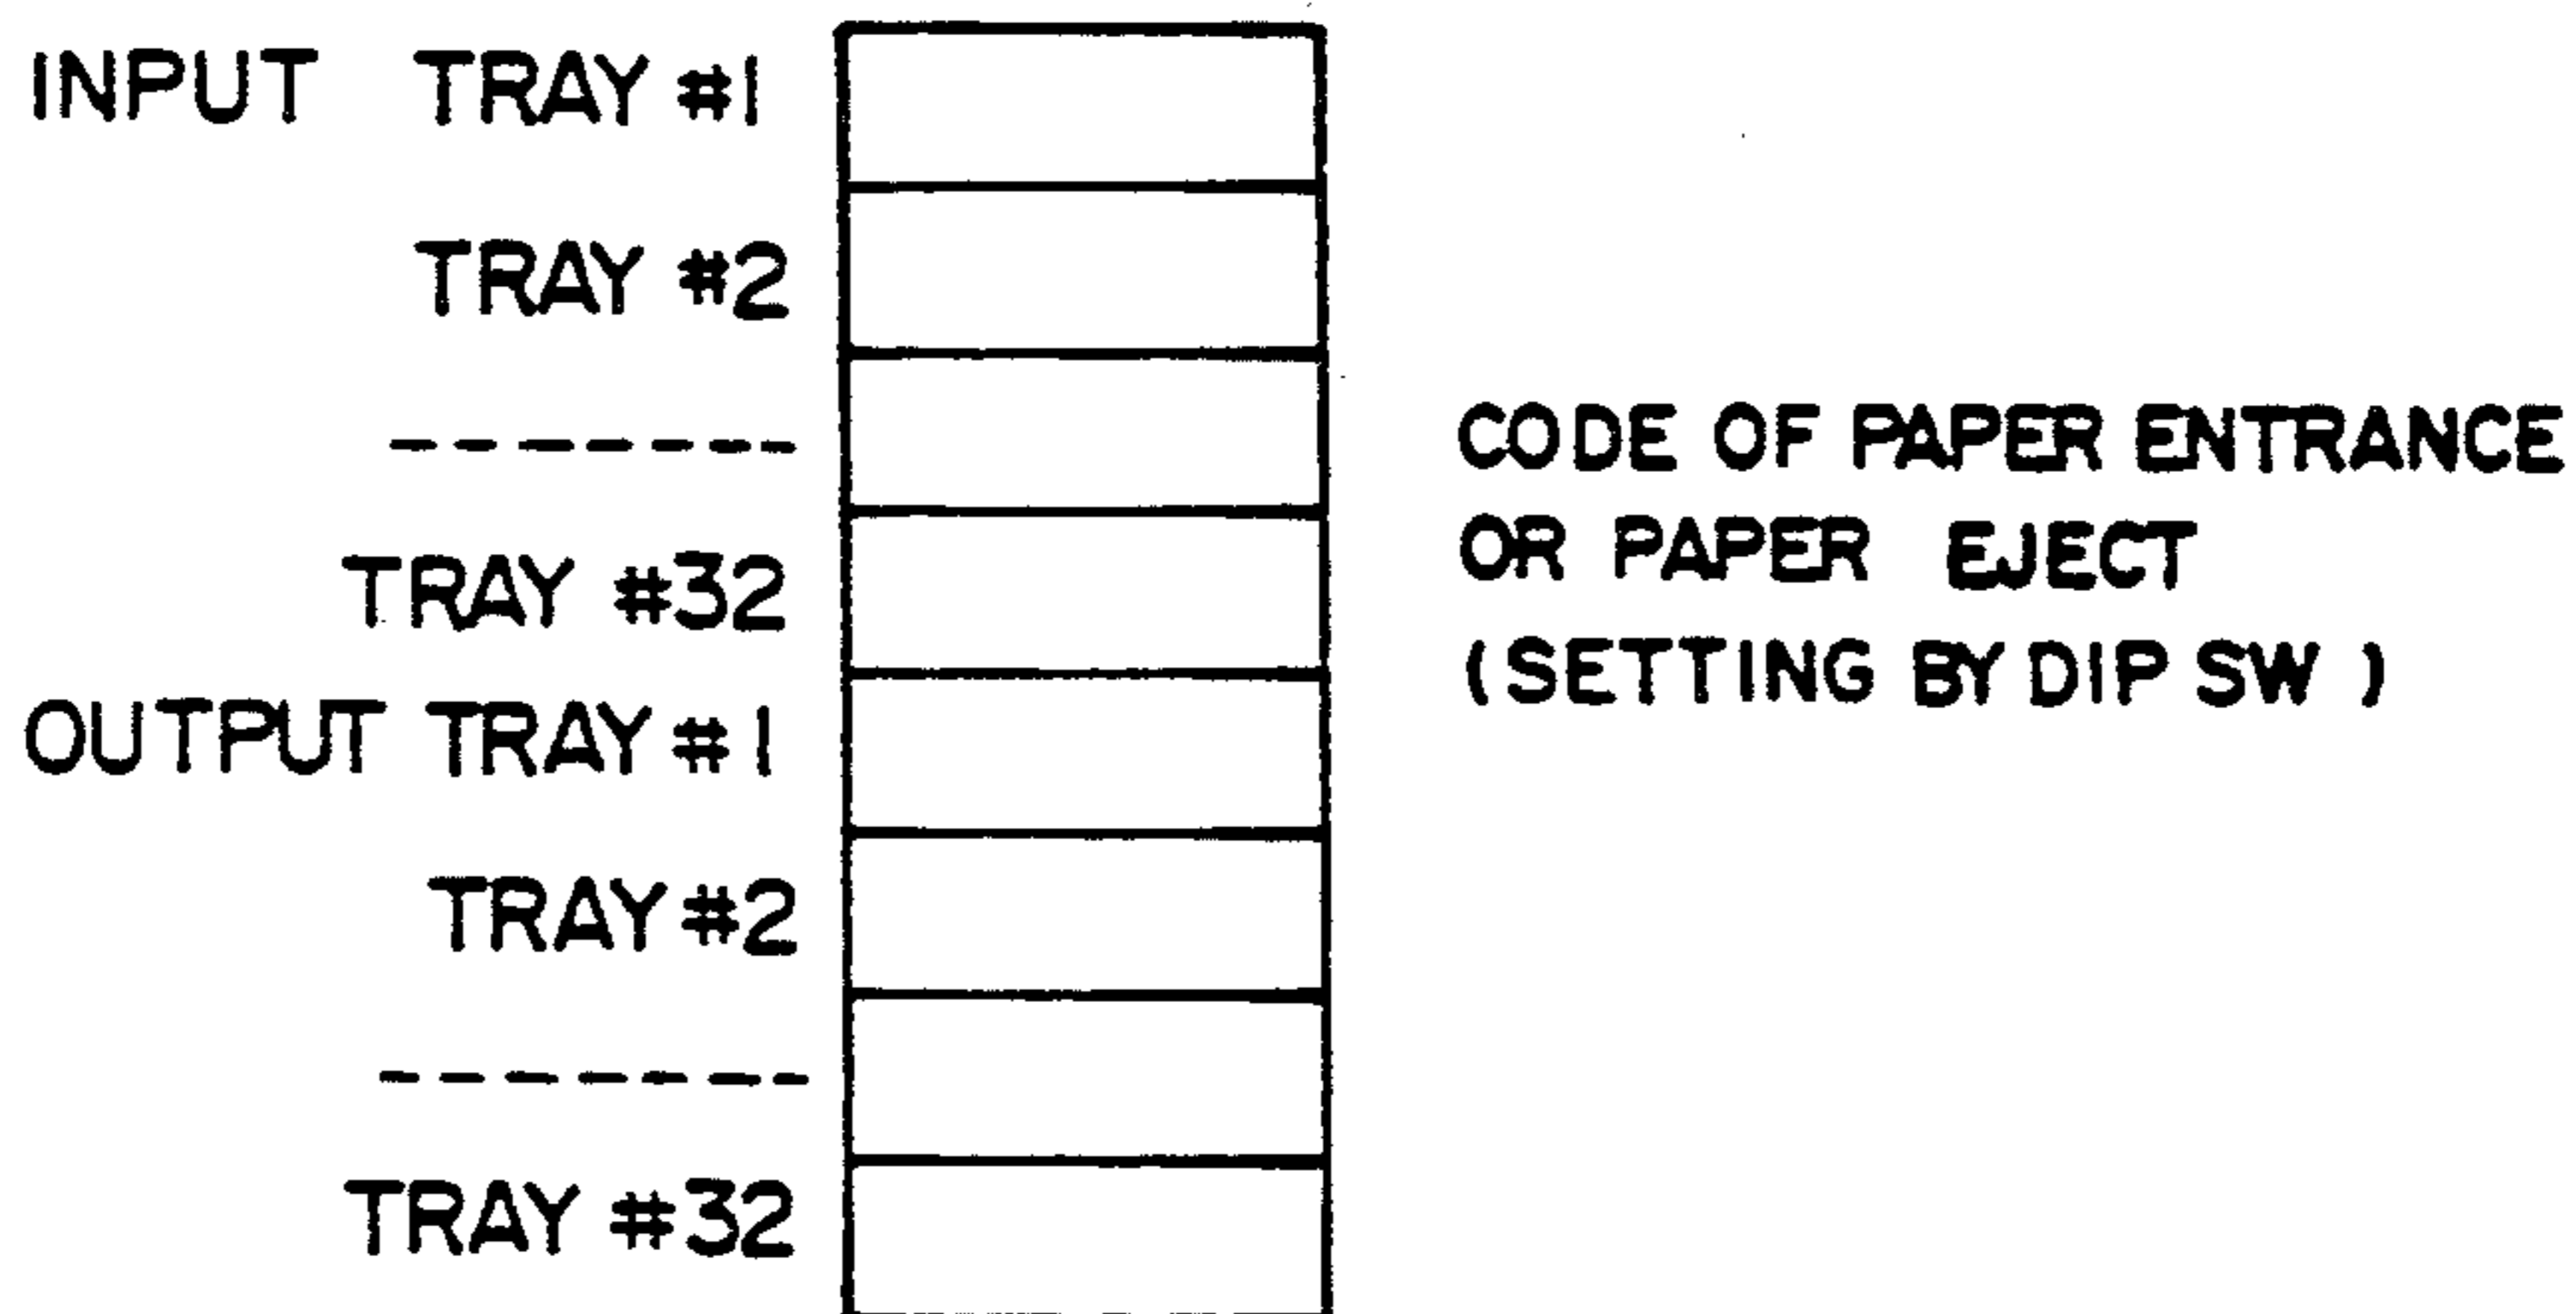 INPUT TRAY #1
TRAY #2
-------
TRAY #32
OUTPUT TRAY #1
TRAY #2
-------
TRAY #32
CODE OF PAPER ENTRANCE
OR PAPER EJECT
(SETTING BY DIP SW )